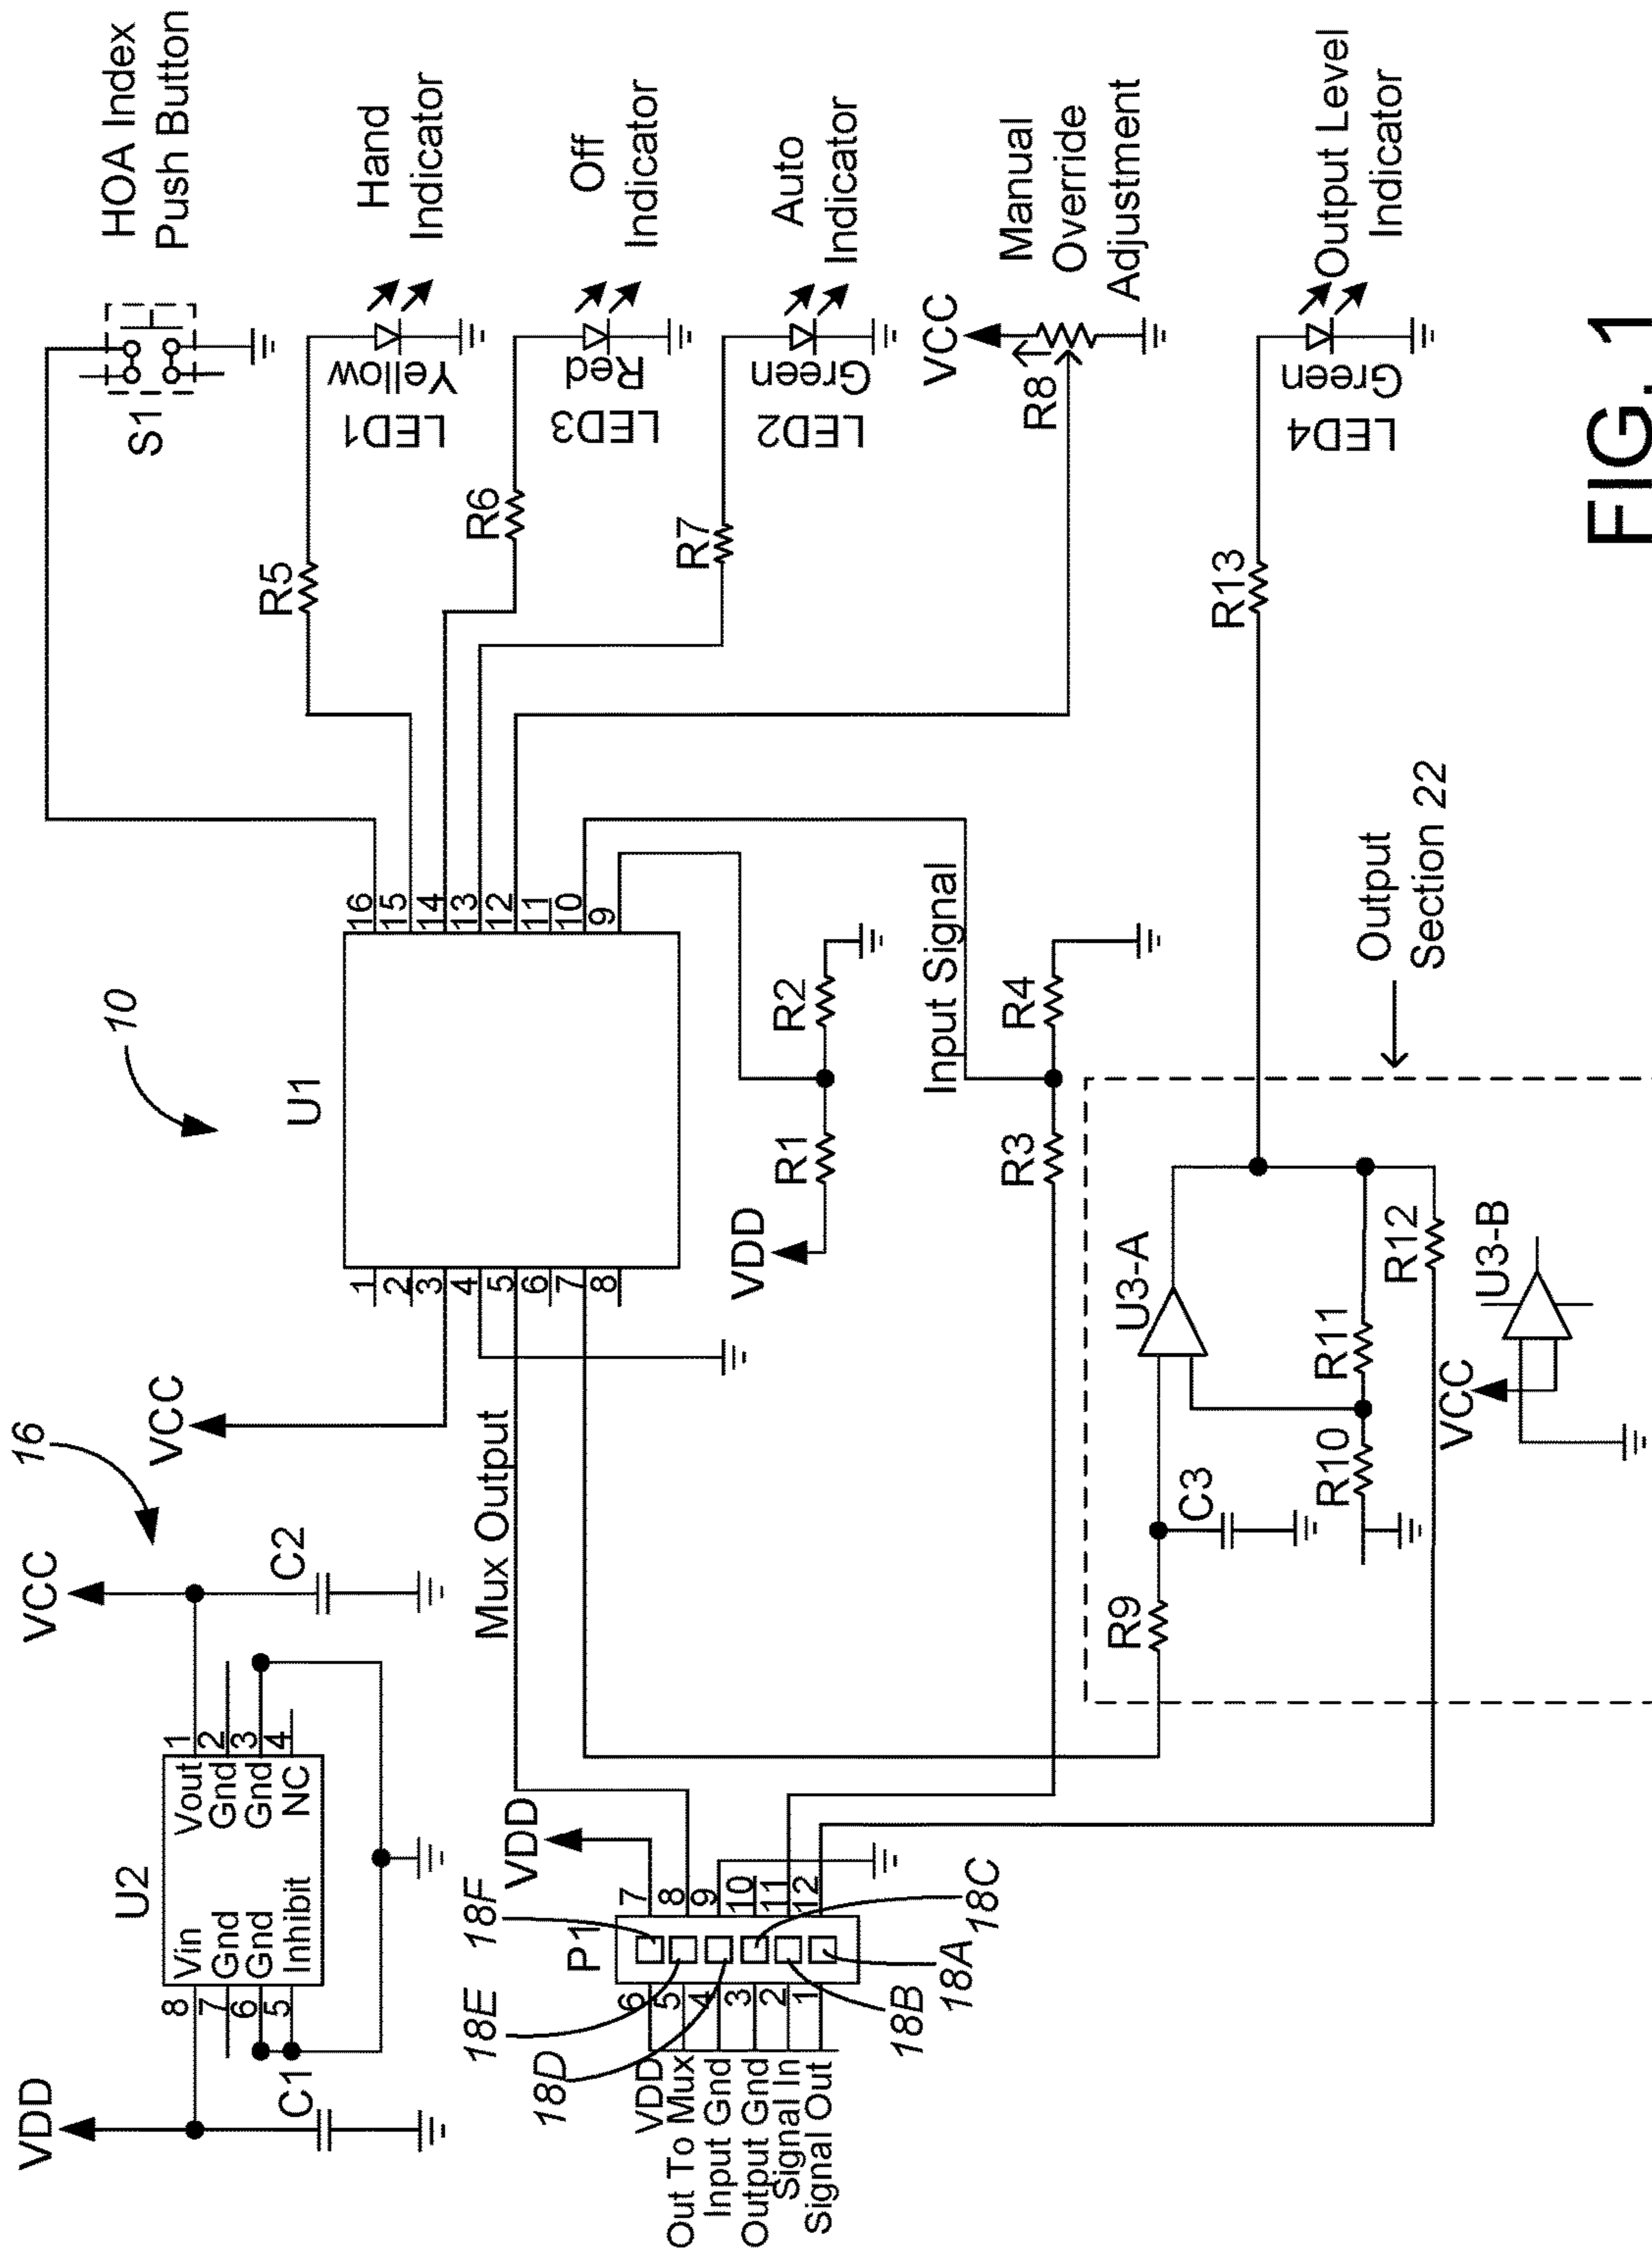 10
16
VDD
C1
U2
Vin
Gnd
Gnd
Inhibit
8
7
6
5
Vout
Gnd
Gnd
NC
1
2
3
4
VCC
C2
VCC
U1
1
2
3
4
5
6
7
8
16
15
14
13
12
11
10
9
Mux Output
VDD
R1
R2
Input Signal
R3
R4
S1
HOA Index
Push Button
R5
LED1
Yellow
Hand
Indicator
R6
LED3
Red
Off
Indicator
R7
LED2
Green
Auto
Indicator
VCC
R8
Manual
Override
Adjustment
R13
LED4
Green
Output Level
Indicator
P1
VDD
Out To Mux
Input Gnd
Output Gnd
Signal In
Signal Out
6
5
4
3
2
1
7
8
9
10
11
12
VDD
18F
18E
18D
18C
18B
18A
R9
C3
U3-A
R10
R11
R12
VCC
U3-B
Output
Section 22
FIG. 1